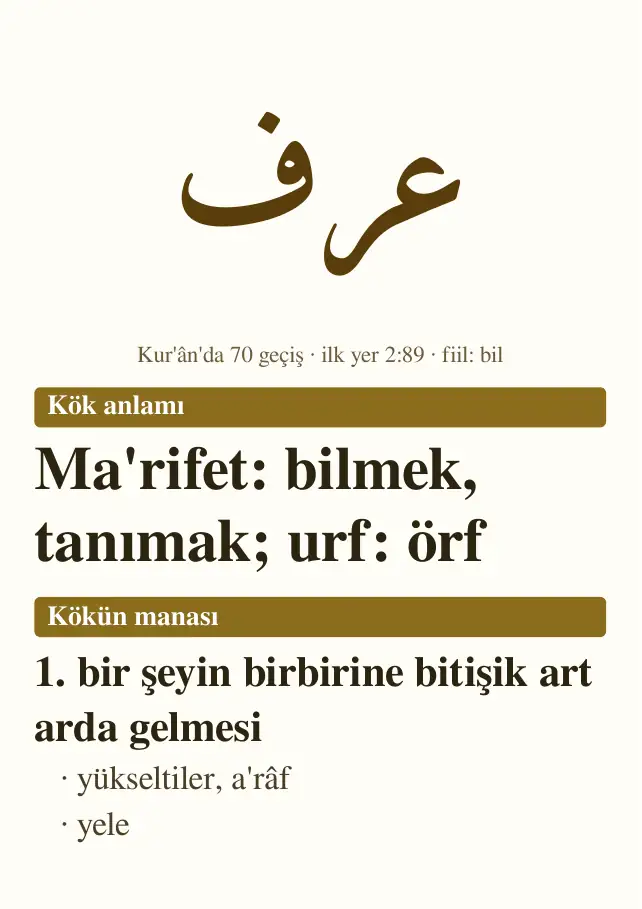 عرف
Kur'ân'da 70 geçiş · ilk yer 2:89 · fiil: bil
Kök anlamı
Ma'rifet: bilmek,
tanımak; urf: örf
Kökün manası
1. bir şeyin birbirine bitişik art
arda gelmesi
· yükseltiler, a'râf
· yele